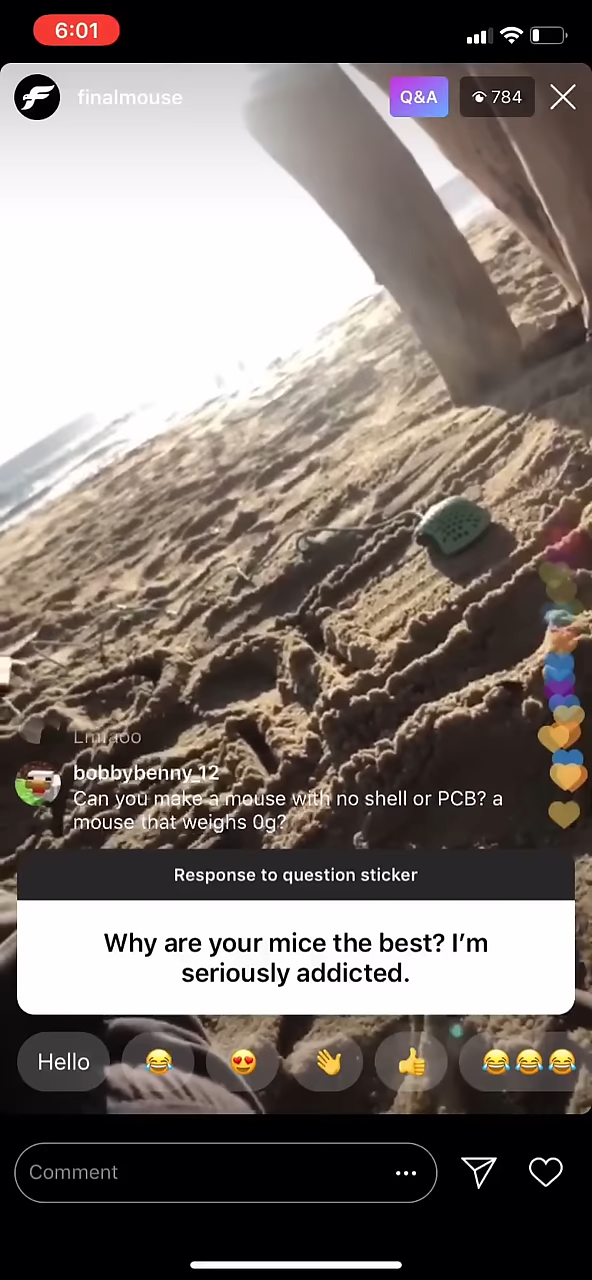 6:01
finalmouse
Q&A
784
Lmfaoo
bobbybenny_12
Can you make a mouse with no shell or PCB? a
mouse that weighs 0g?
Response to question sticker
Why are your mice the best? I’m
seriously addicted.
Hello 😂 😍 👋 👍 😂😂😂
Comment